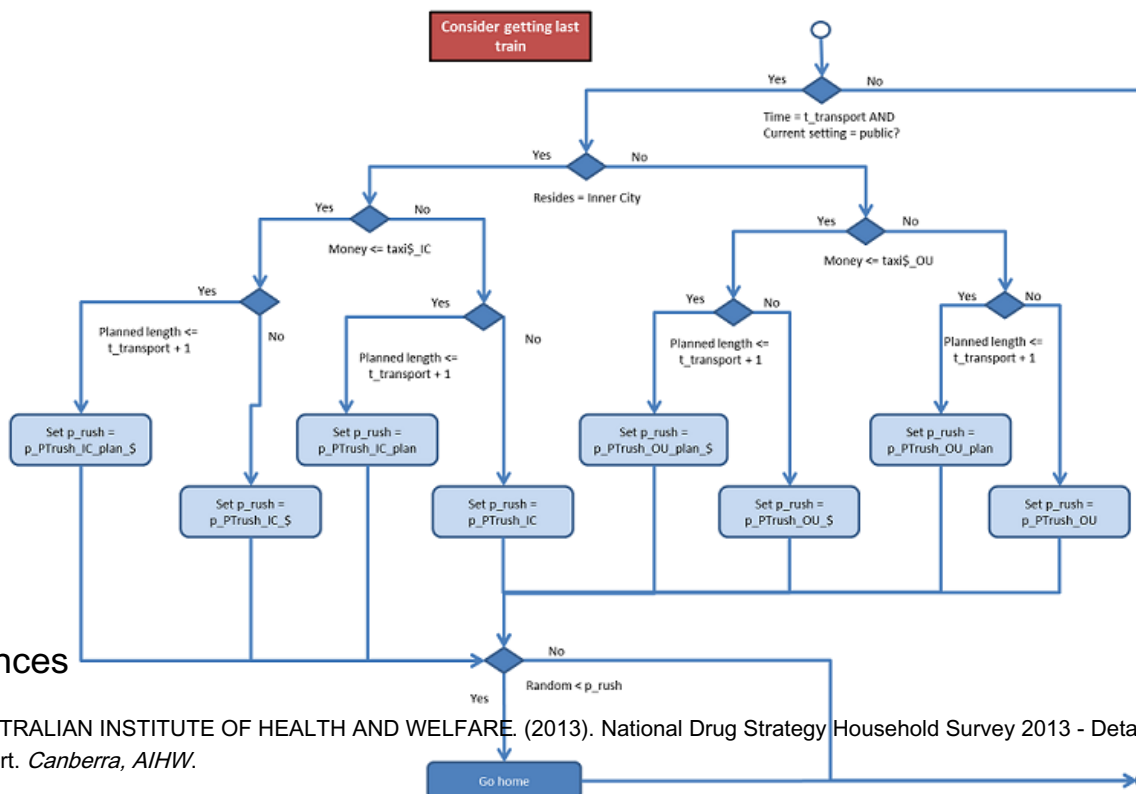 Consider getting last
train
Yes
No
Time = t_transport AND
Current setting = public?
Yes
No
Resides = Inner City
Yes
No
Money <= taxi$_IC
Yes
No
Money <= taxi$_OU
Yes
No
Planned length <=
t_transport + 1
Yes
No
Planned length <=
t_transport + 1
Yes
No
Planned length <=
t_transport + 1
Yes
No
Planned length <=
t_transport + 1
Set p_rush =
p_PTrush_IC_plan_$
Set p_rush =
p_PTrush_IC_plan
Set p_rush =
p_PTrush_OU_plan_$
Set p_rush =
p_PTrush_OU_plan
Set p_rush =
p_PTrush_IC_$
Set p_rush =
p_PTrush_IC
Set p_rush =
p_PTrush_OU_$
Set p_rush =
p_PTrush_OU
nces
No
Random < p_rush
Yes
TRALIAN INSTITUTE OF HEALTH AND WELFARE. (2013). National Drug Strategy Household Survey 2013 - Deta
rt. Canberra, AIHW.
Go home